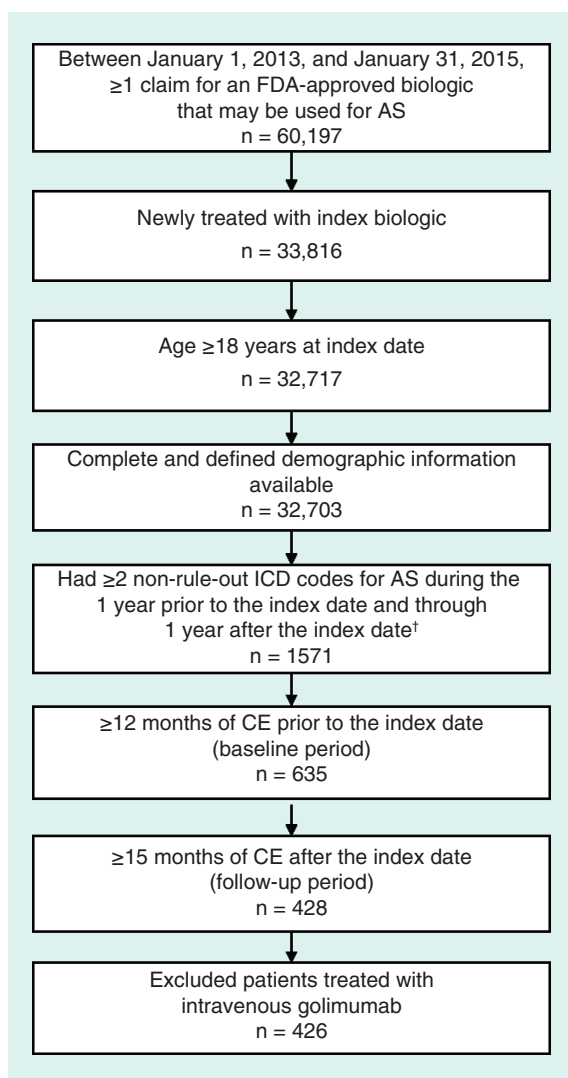 Between January 1, 2013, and January 31, 2015,
≥1 claim for an FDA-approved biologic
that may be used for AS
n = 60,197
Newly treated with index biologic
n = 33,816
Age ≥18 years at index date
n = 32,717
Complete and defined demographic information
available
n = 32,703
Had ≥2 non-rule-out ICD codes for AS during the
1 year prior to the index date and through
1 year after the index date†
n = 1571
≥12 months of CE prior to the index date
(baseline period)
n = 635
≥15 months of CE after the index date
(follow-up period)
n = 428
Excluded patients treated with
intravenous golimumab
n = 426